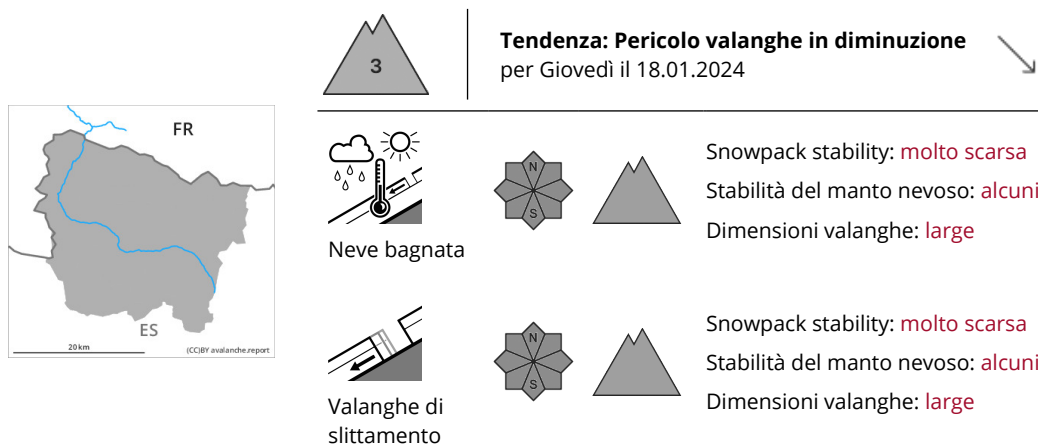 3
Tendenza: Pericolo valanghe in diminuzione
per Giovedì il 18.01.2024
FR
ES
20 km
(CC)BY avalanche.report
N
S
Neve bagnata
Snowpack stability: molto scarsa
Stabilità del manto nevoso: alcuni
Dimensioni valanghe: large
N
S
Valanghe di
slittamento
Snowpack stability: molto scarsa
Stabilità del manto nevoso: alcuni
Dimensioni valanghe: large